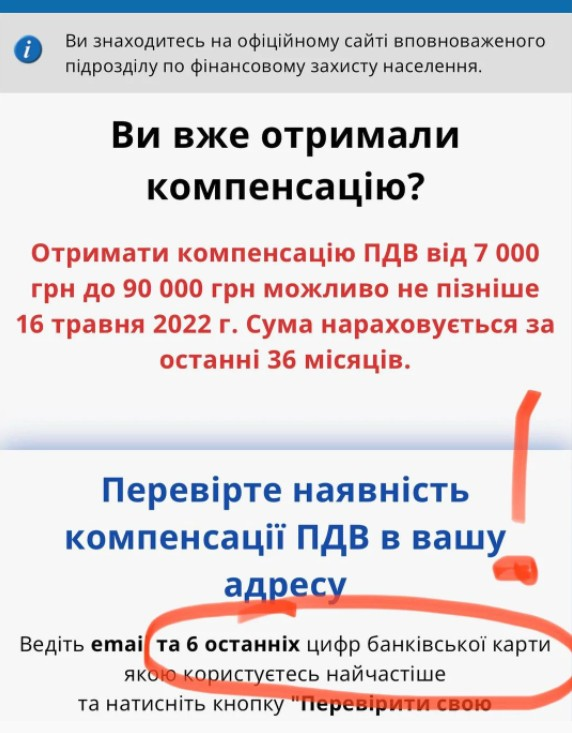 Ви знаходитесь на офіційному сайті вповноваженого
підрозділу по фінансовому захисту населення.
Ви вже отримали
компенсацію?
Отримати компенсацію ПДВ від 7 000
грн до 90 000 грн можливо не пізніше
16 травня 2022 г. Сума нараховується за
останні 36 місяців.
Перевірте наявність
компенсації ПДВ в вашу
адресу
Ведіть emai та 6 останніх цифр банківської карти
якою користуєтесь найчастіше
та натисніть кнопку "Перевірити свою